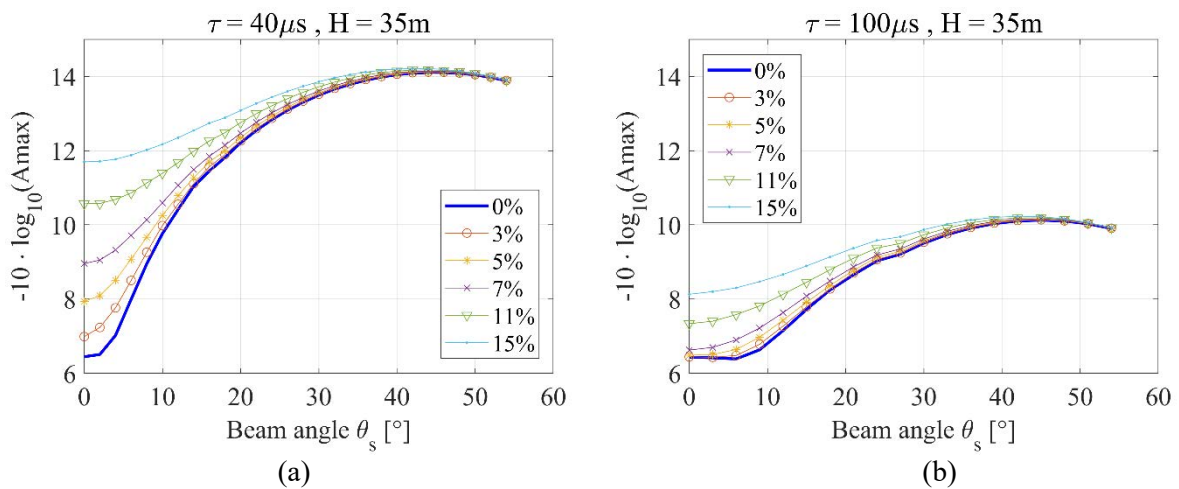 τ = 40μs , H = 35m
14
12
10
8
6
-10 · log10(Amax)
0%
3%
5%
7%
11%
15%
0 10 20 30 40 50 60
Beam angle θs [°]
(a)
τ = 100μs , H = 35m
14
12
10
8
6
-10 · log10(Amax)
0%
3%
5%
7%
11%
15%
0 10 20 30 40 50 60
Beam angle θs [°]
(b)